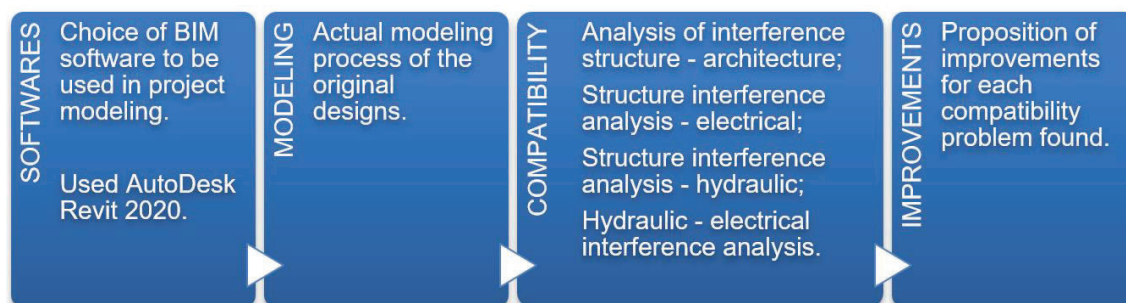 SOFTWARES
Choice of BIM
software to be
used in project
modeling.
Used AutoDesk
Revit 2020.
MODELING
Actual modeling
process of the
original
designs.
COMPATIBILITY
Analysis of interference
structure - architecture;
Structure interference
analysis - electrical;
Structure interference
analysis - hydraulic;
Hydraulic - electrical
interference analysis.
IMPROVEMENTS
Proposition of
improvements
for each
compatibility
problem found.